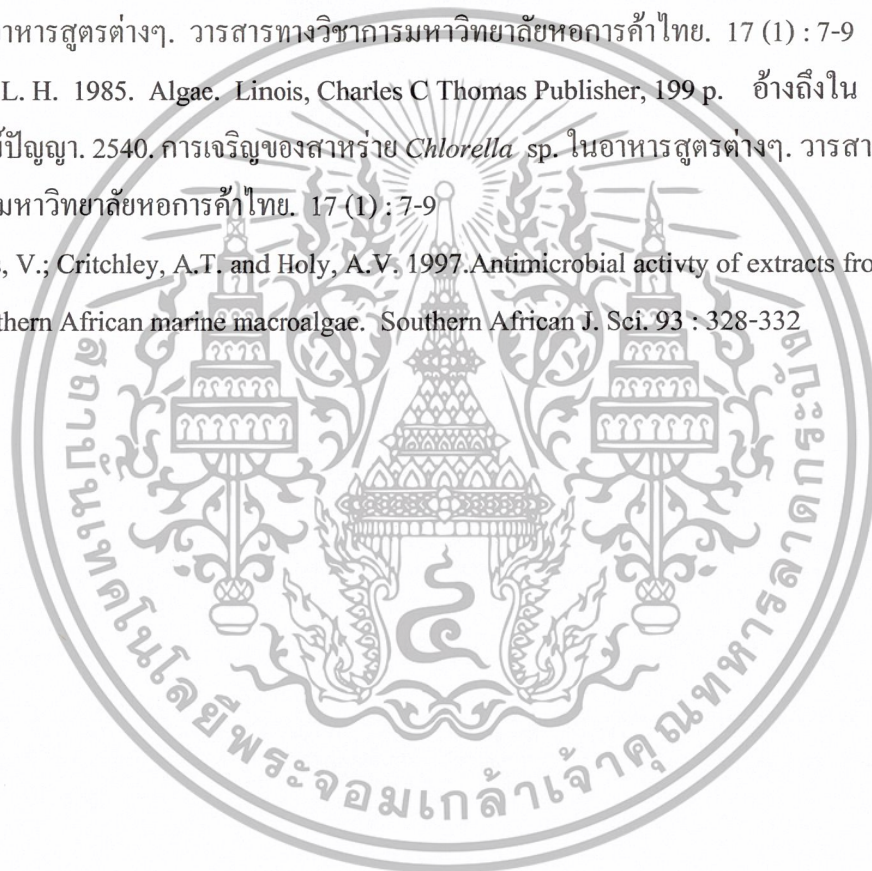 อาหารสูตรต่างๆ. วารสารทางวิชาการมหาวิทยาลัยหอการค้าไทย. 17 (1) : 7-9
L. H. 1985. Algae. Linois, Charles C Thomas Publisher, 199 p. อ้างถึงใน
ปัญญา. 2540. การเจริญของสาหร่าย Chlorella sp. ในอาหารสูตรต่างๆ. วารสา
มหาวิทยาลัยหอการค้าไทย. 17 (1) : 7-9
, V.; Critchley, A.T. and Holy, A.V. 1997.Antimicrobial activty of extracts fro
thern African marine macroalgae. Southern African J. Sci. 93 : 328-332
สถาบันเทคโนโลยีพระจอมเกล้าเจ้าคุณทหารลาดกระบัง